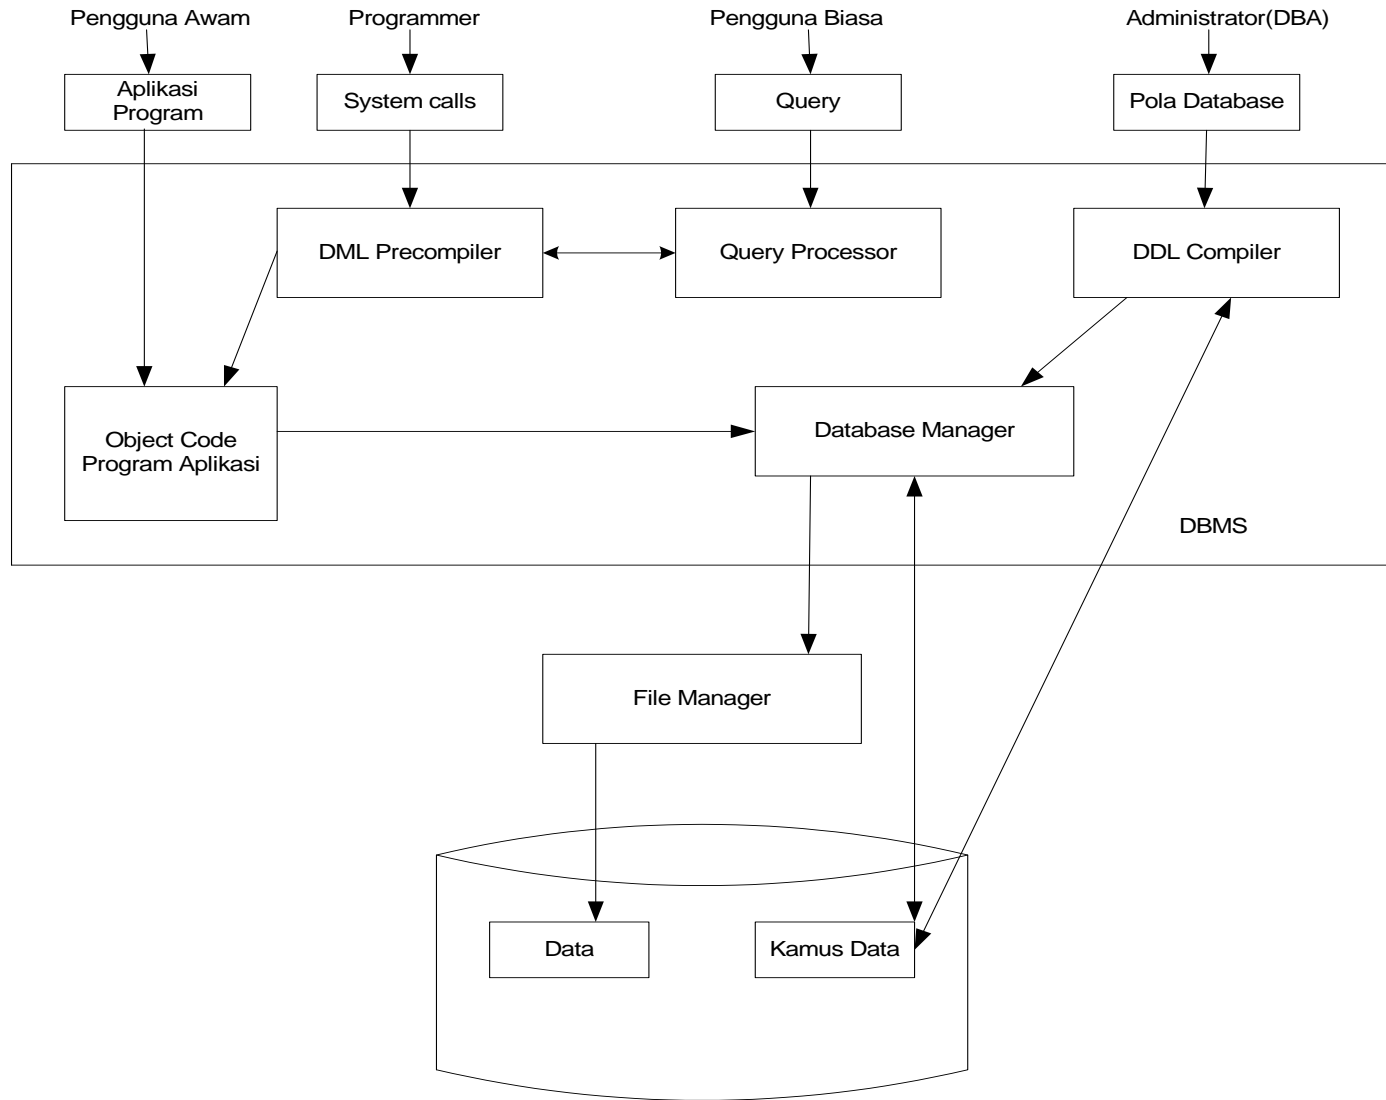 Pengguna Awam
Programmer
Pengguna Biasa
Administrator(DBA)
Aplikasi
Program
System calls
Query
Pola Database
DML Precompiler
Query Processor
DDL Compiler
Object Code
Program Aplikasi
Database Manager
DBMS
File Manager
Data
Kamus Data